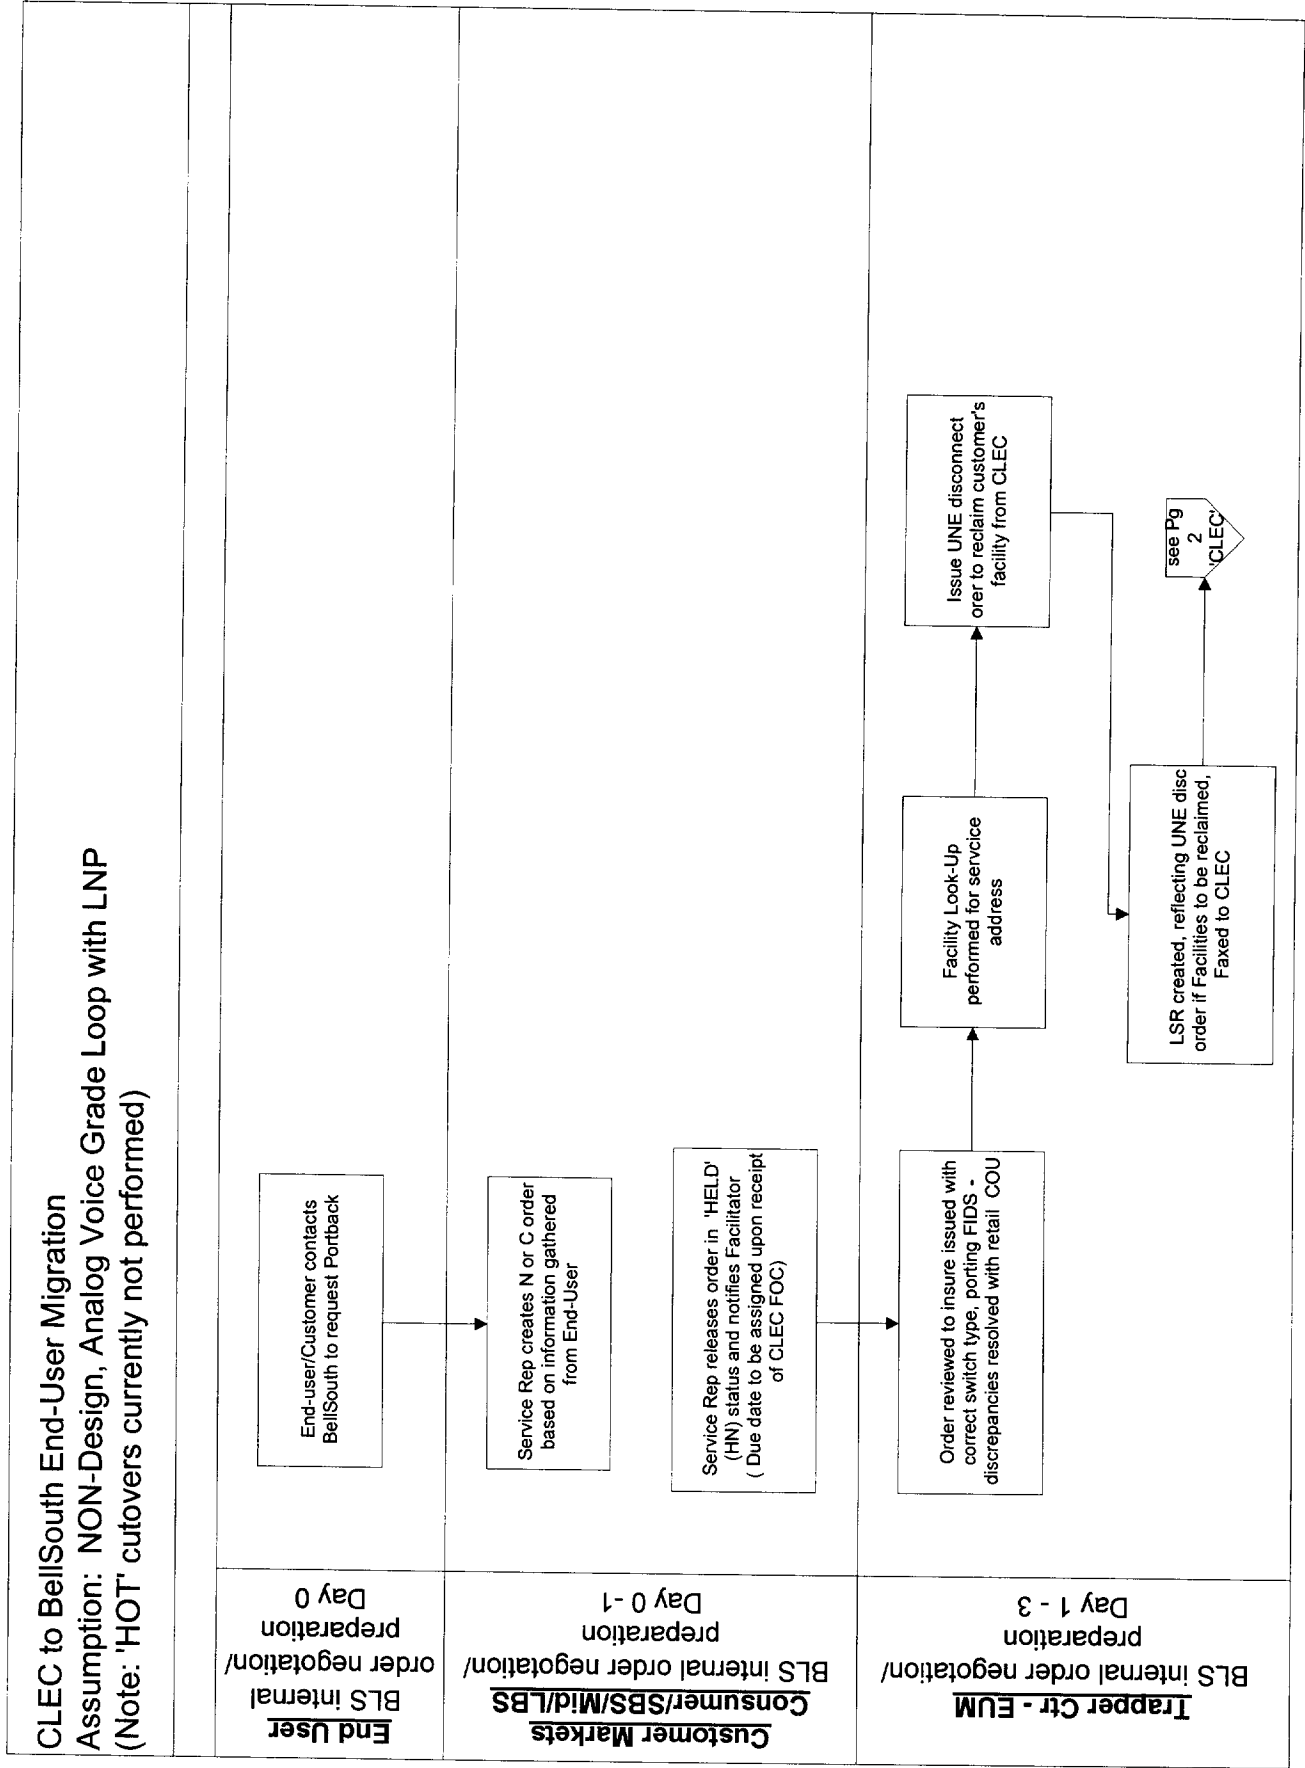 CLEC to BellSouth End-User Migration
Assumption: NON-Design, Analog Voice Grade Loop with LNP
(Note: 'HOT' cutovers currently not performed)
End User
BLS internal
order negotation/
preparation
Day 0
End-user/Customer contacts
BellSouth to request Portback
Customer Markets
Consumer/SBS/Mid/LBS
BLS internal order negotation/
preparation
Day 0 -1
Service Rep creates N or C order
based on information gathered
from End-User
Service Rep releases order in 'HELD'
(HN) status and notifies Facilitator
( Due date to be assigned upon receipt
of CLEC FOC)
Trapper Ctr - EUM
BLS internal order negotation/
preparation
Day 1 - 3
Order reviewed to insure issued with
correct switch type, porting FIDS -
discrepancies resolved with retail COU
Facility Look-Up
performed for servcice
address
Issue UNE disconnect
orer to reclaim customer's
facility from CLEC
LSR created, reflecting UNE disc
order if Facilities to be reclaimed,
Faxed to CLEC
see Pg
2
'CLEC'